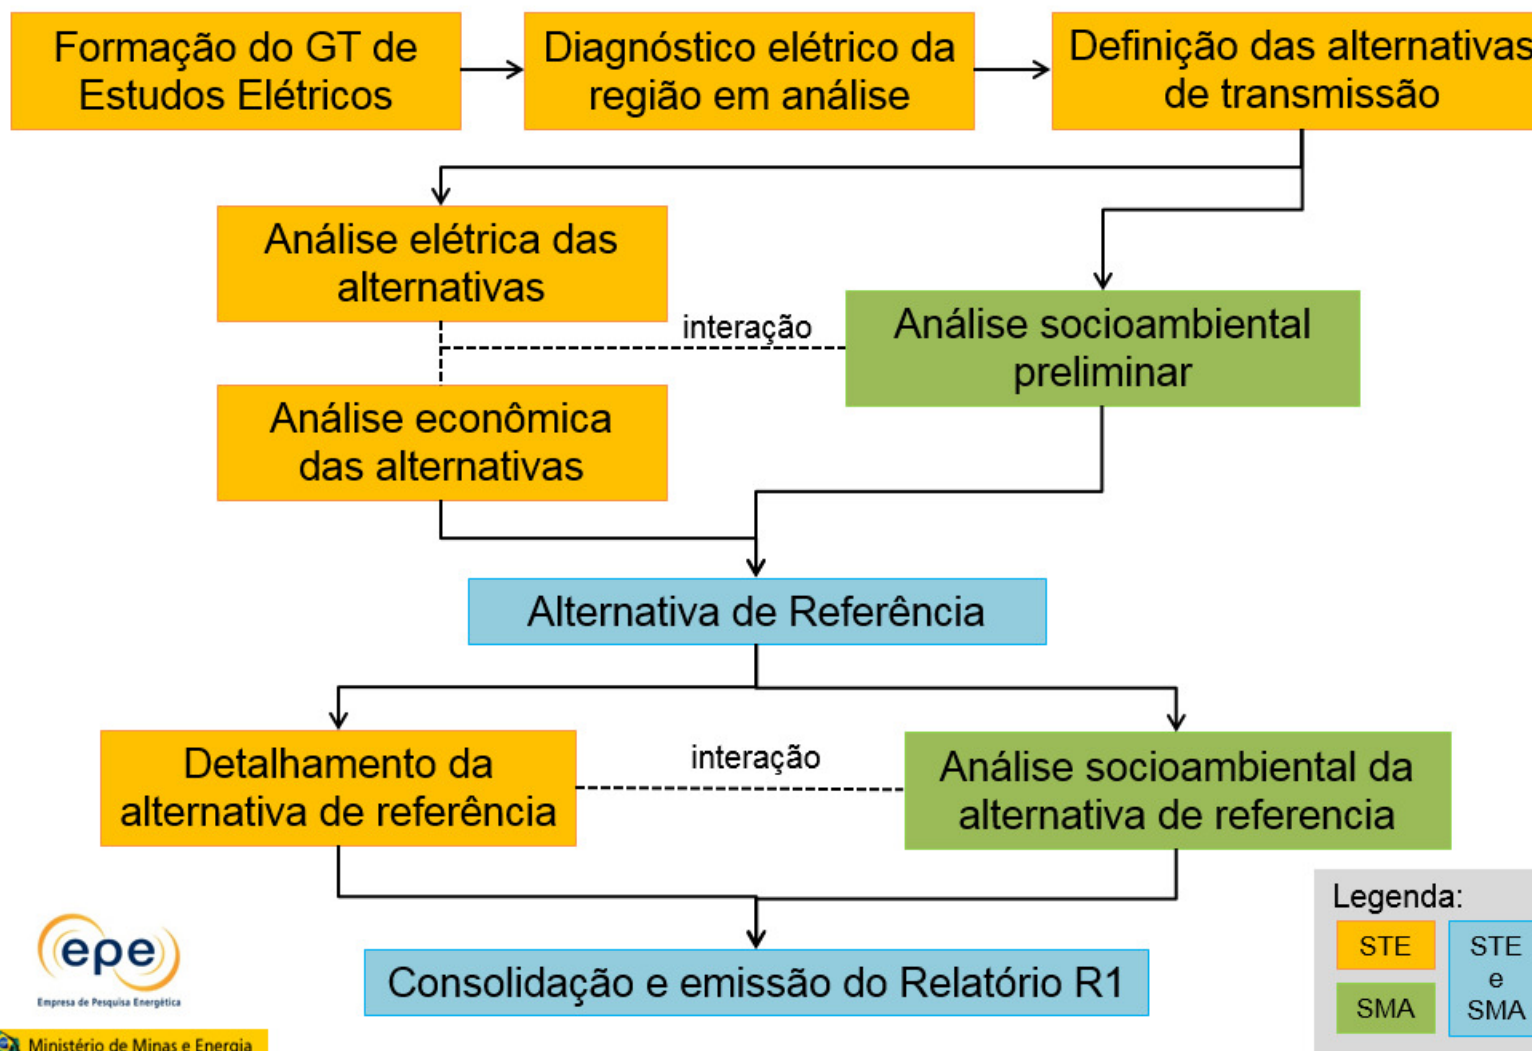 Formação do GT de
Estudos Elétricos
Diagnóstico elétrico da
região em análise
Definição das alternativas
de transmissão
Análise elétrica das
alternativas
interação
Análise socioambiental
preliminar
Análise econômica
das alternativas
Alternativa de Referência
Detalhamento da
alternativa de referência
interação
Análise socioambiental da
alternativa de referencia
Consolidação e emissão do Relatório R1
Legenda:
STE
SMA
STE
e
SMA
epe
Empresa de Pesquisa Energética
Ministério de Minas e Energia